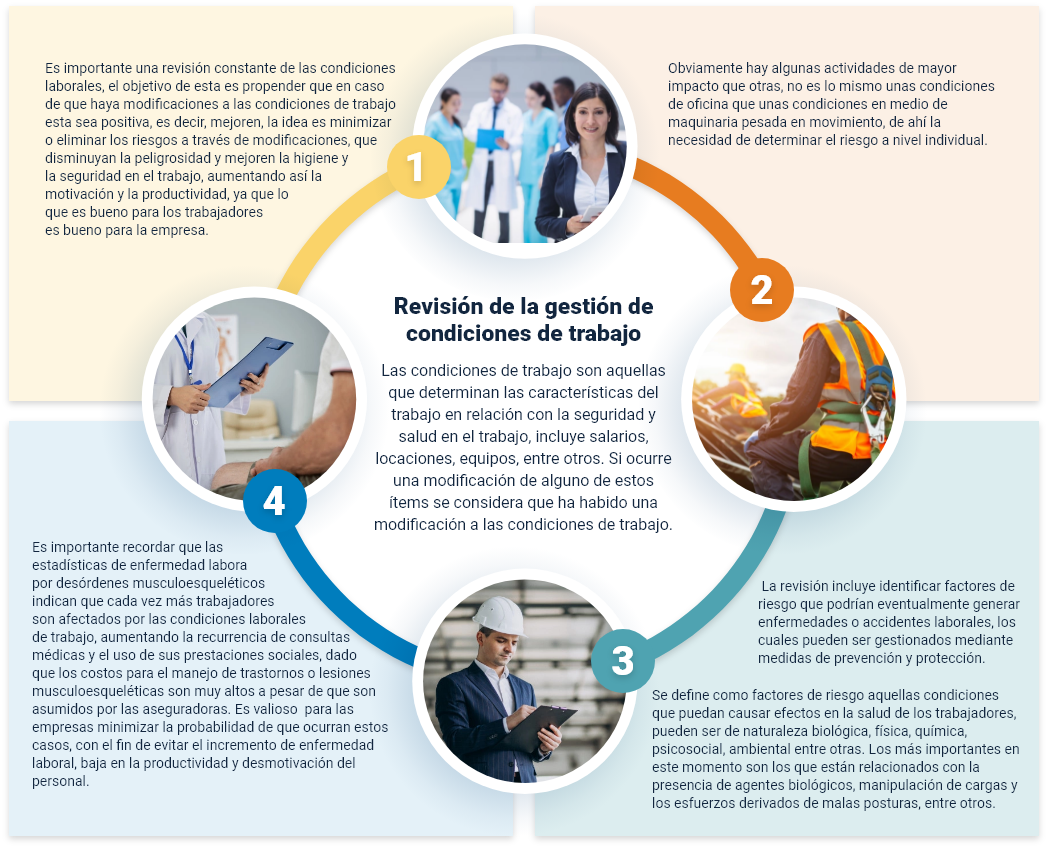 Revisión de la gestión de
condiciones de trabajo
Las condiciones de trabajo son aquellas
que determinan las características del
trabajo en relación con la seguridad y
salud en el trabajo, incluye salarios,
locaciones, equipos, entre otros. Si ocurre
una modificación de alguno de estos
ítems se considera que ha habido una
modificación a las condiciones de trabajo.
1
Es importante una revisión constante de las condiciones
laborales, el objetivo de esta es propender que en caso
de que haya modificaciones a las condiciones de trabajo
esta sea positiva, es decir, mejoren, la idea es minimizar
o eliminar los riesgos a través de modificaciones, que
disminuyan la peligrosidad y mejoren la higiene y
la seguridad en el trabajo, aumentando así la
motivación y la productividad, ya que lo
que es bueno para los trabajadores
es bueno para la empresa.
2
Obviamente hay algunas actividades de mayor
impacto que otras, no es lo mismo unas condiciones
de oficina que unas condiciones en medio de
maquinaria pesada en movimiento, de ahí la
necesidad de determinar el riesgo a nivel individual.
3
La revisión incluye identificar factores de
riesgo que podrían eventualmente generar
enfermedades o accidentes laborales, los
cuales pueden ser gestionados mediante
medidas de prevención y protección.
Se define como factores de riesgo aquellas condiciones
que puedan causar efectos en la salud de los trabajadores,
pueden ser de naturaleza biológica, física, química,
psicosocial, ambiental entre otras. Los más importantes en
este momento son los que están relacionados con la
presencia de agentes biológicos, manipulación de cargas y
los esfuerzos derivados de malas posturas, entre otros.
4
Es importante recordar que las
estadísticas de enfermedad labora
por desórdenes musculoesqueléticos
indican que cada vez más trabajadores
son afectados por las condiciones laborales
de trabajo, aumentando la recurrencia de consultas
médicas y el uso de sus prestaciones sociales, dado
que los costos para el manejo de trastornos o lesiones
musculoesqueléticas son muy altos a pesar de que son
asumidos por las aseguradoras. Es valioso  para las
empresas minimizar la probabilidad de que ocurran estos
casos, con el fin de evitar el incremento de enfermedad
laboral, baja en la productividad y desmotivación del
personal.